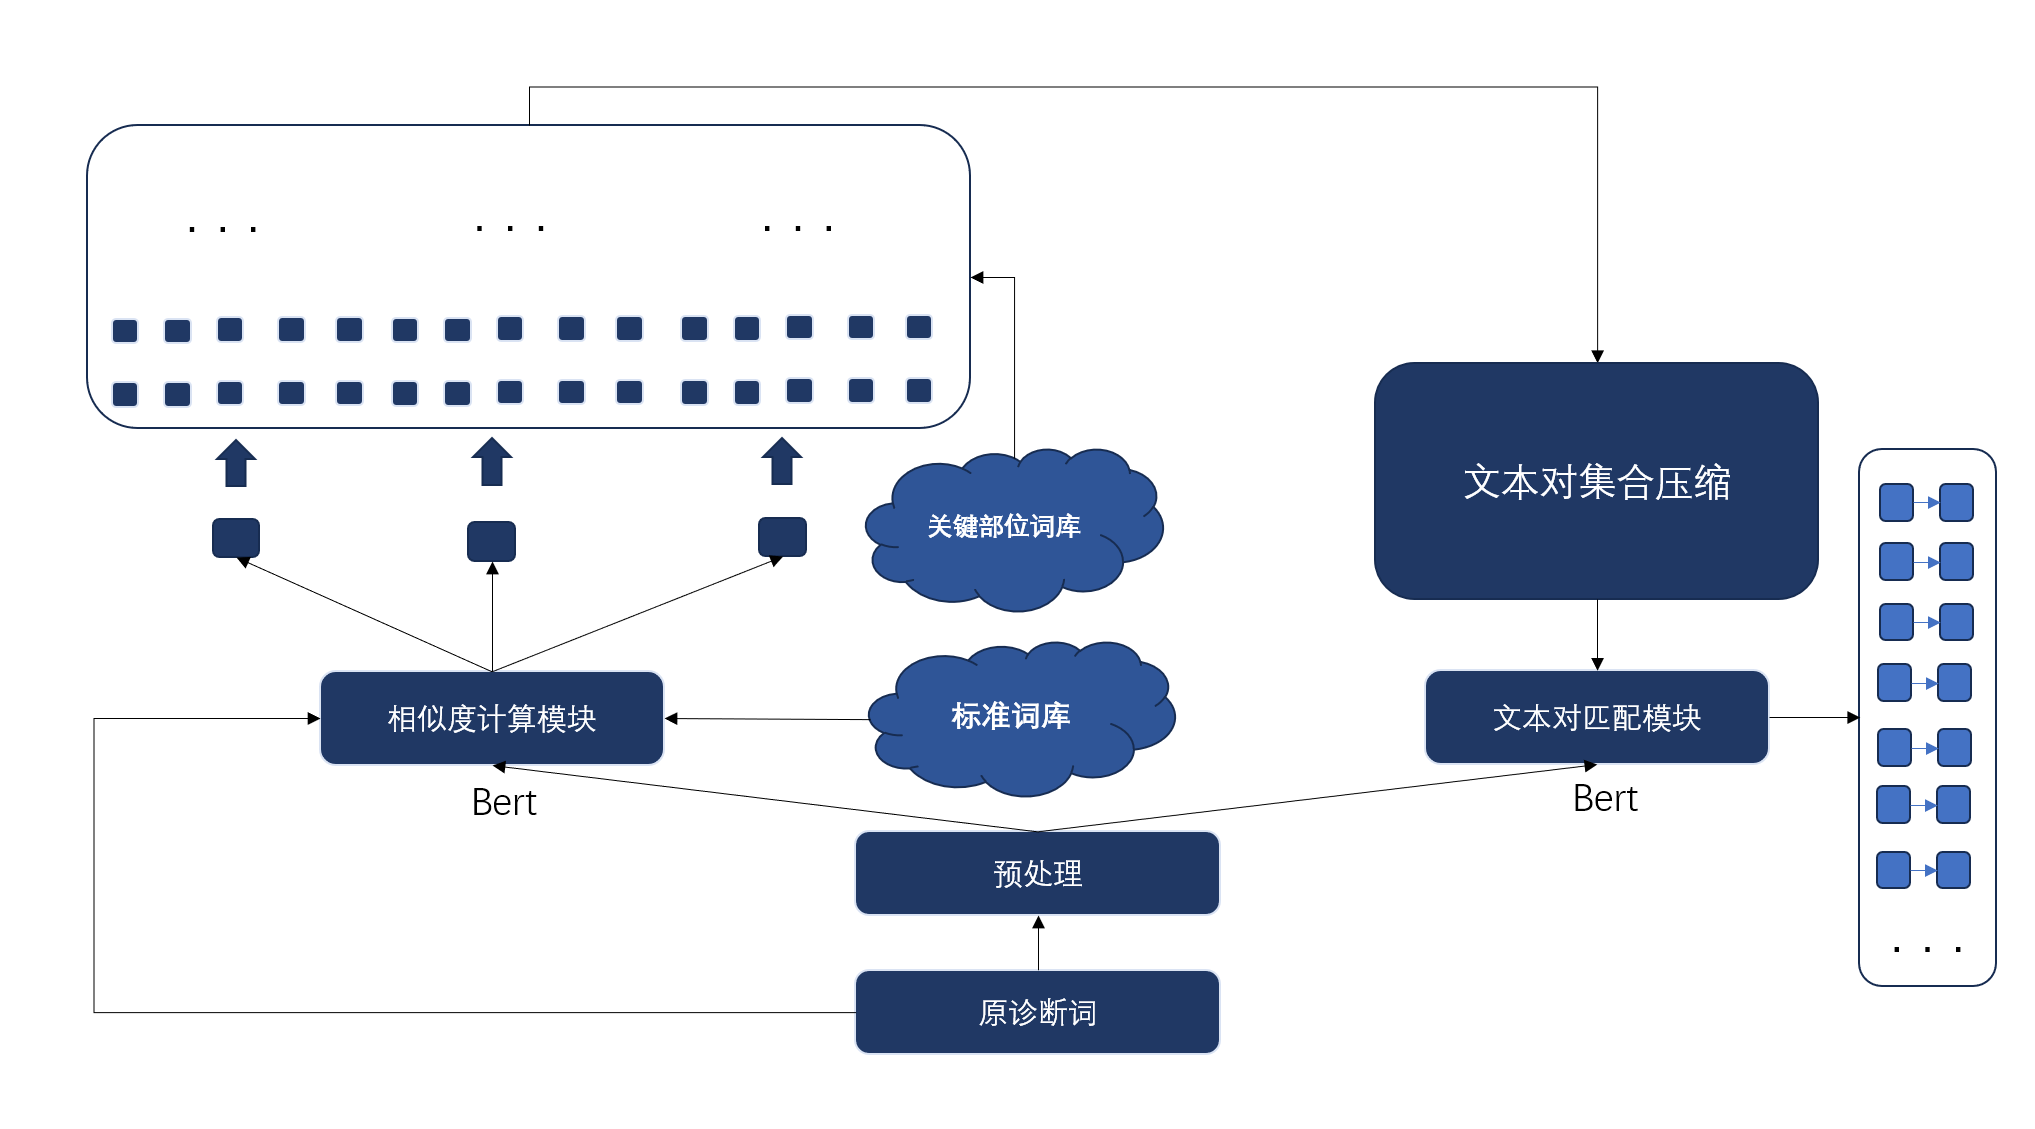 . . .
. . .
. . .
关键部位词库
文本对集合压缩
相似度计算模块
标准词库
文本对匹配模块
Bert
Bert
预处理
原诊断词
. . .